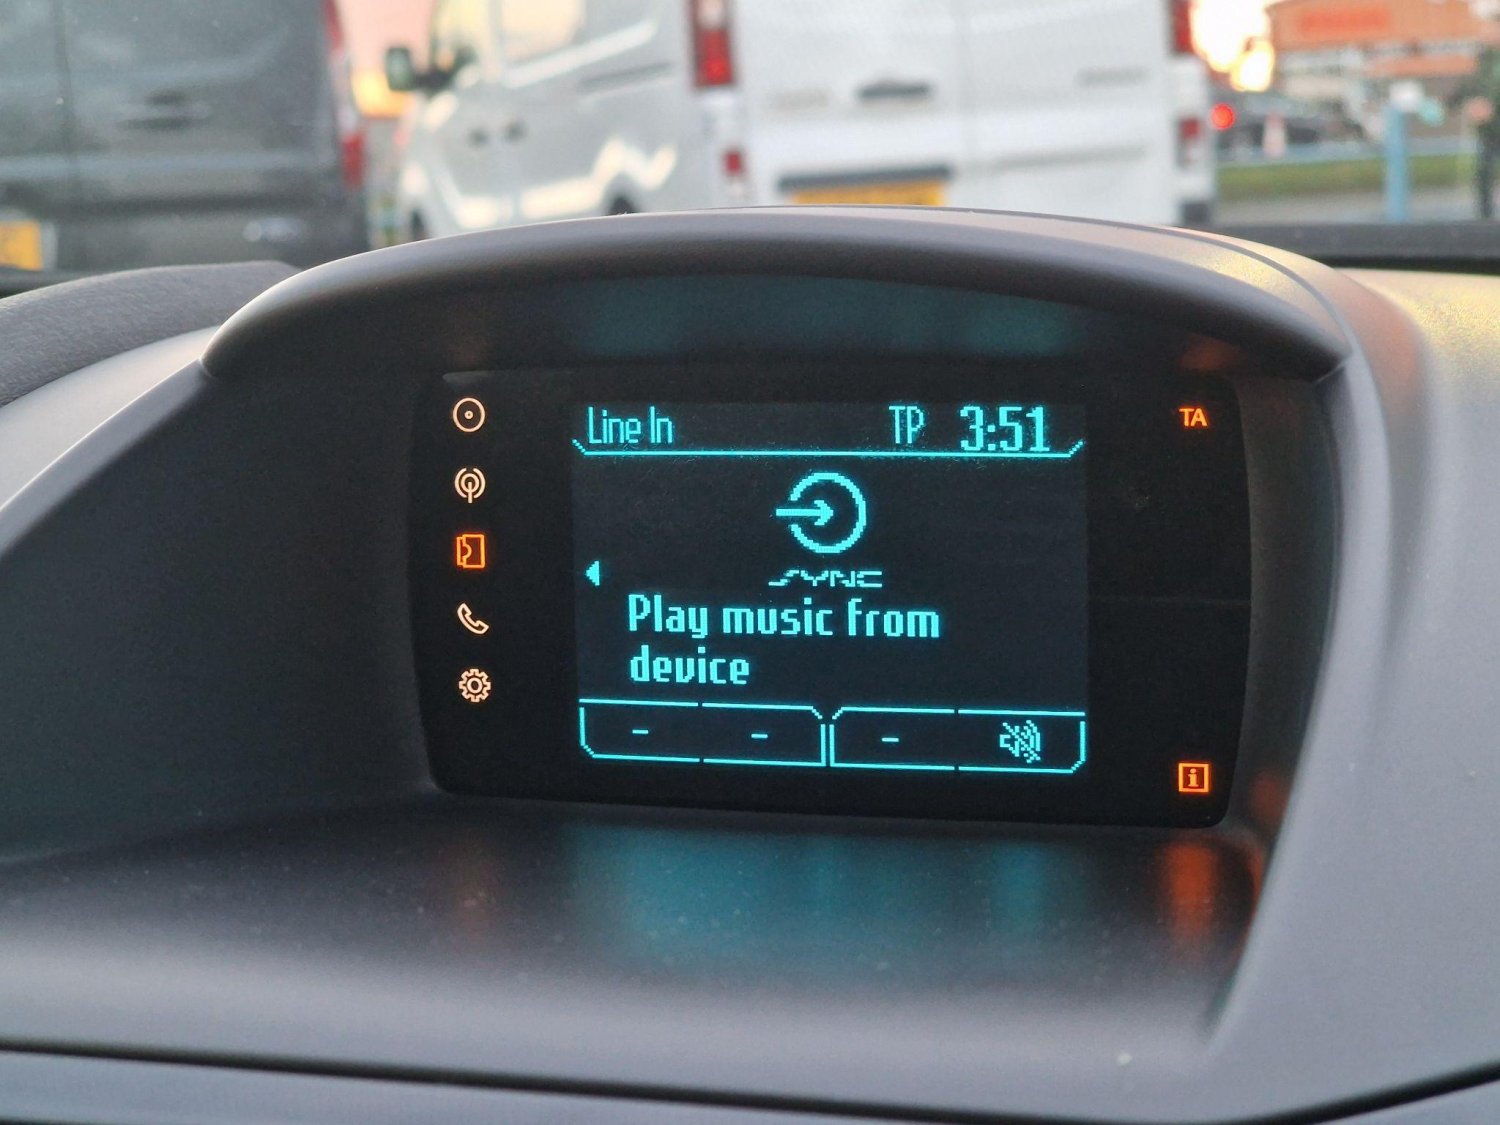 Line In TP 3:51
TA
SYNC
Play music from
device
- - -
i